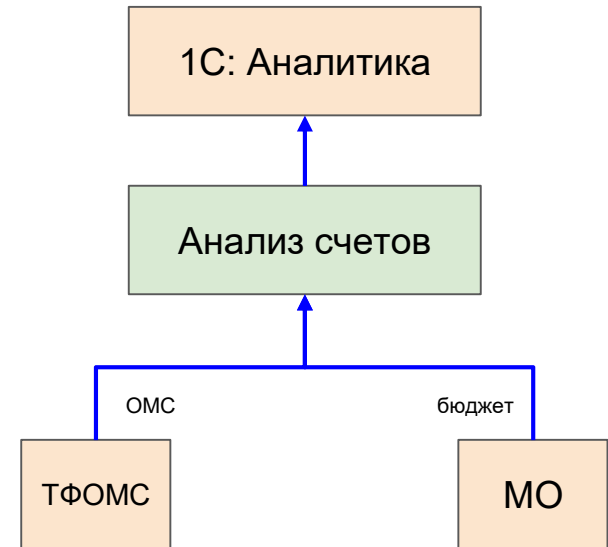 1С: Аналитика
Анализ счетов
ОМС
бюджет
ТФОМС
МО